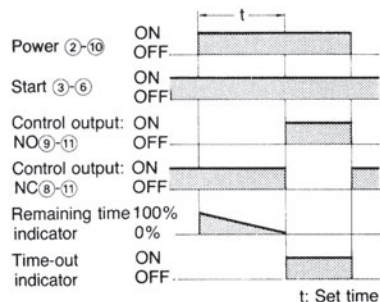 t
Power ②-⑩ ON
OFF
Start ③-⑥ ON
OFF
Control output: ON
NO⑨-⑪ OFF
Control output: ON
NC⑧-⑪ OFF
Remaining time 100%
indicator 0%
Time-out ON
indicator OFF
t: Set time